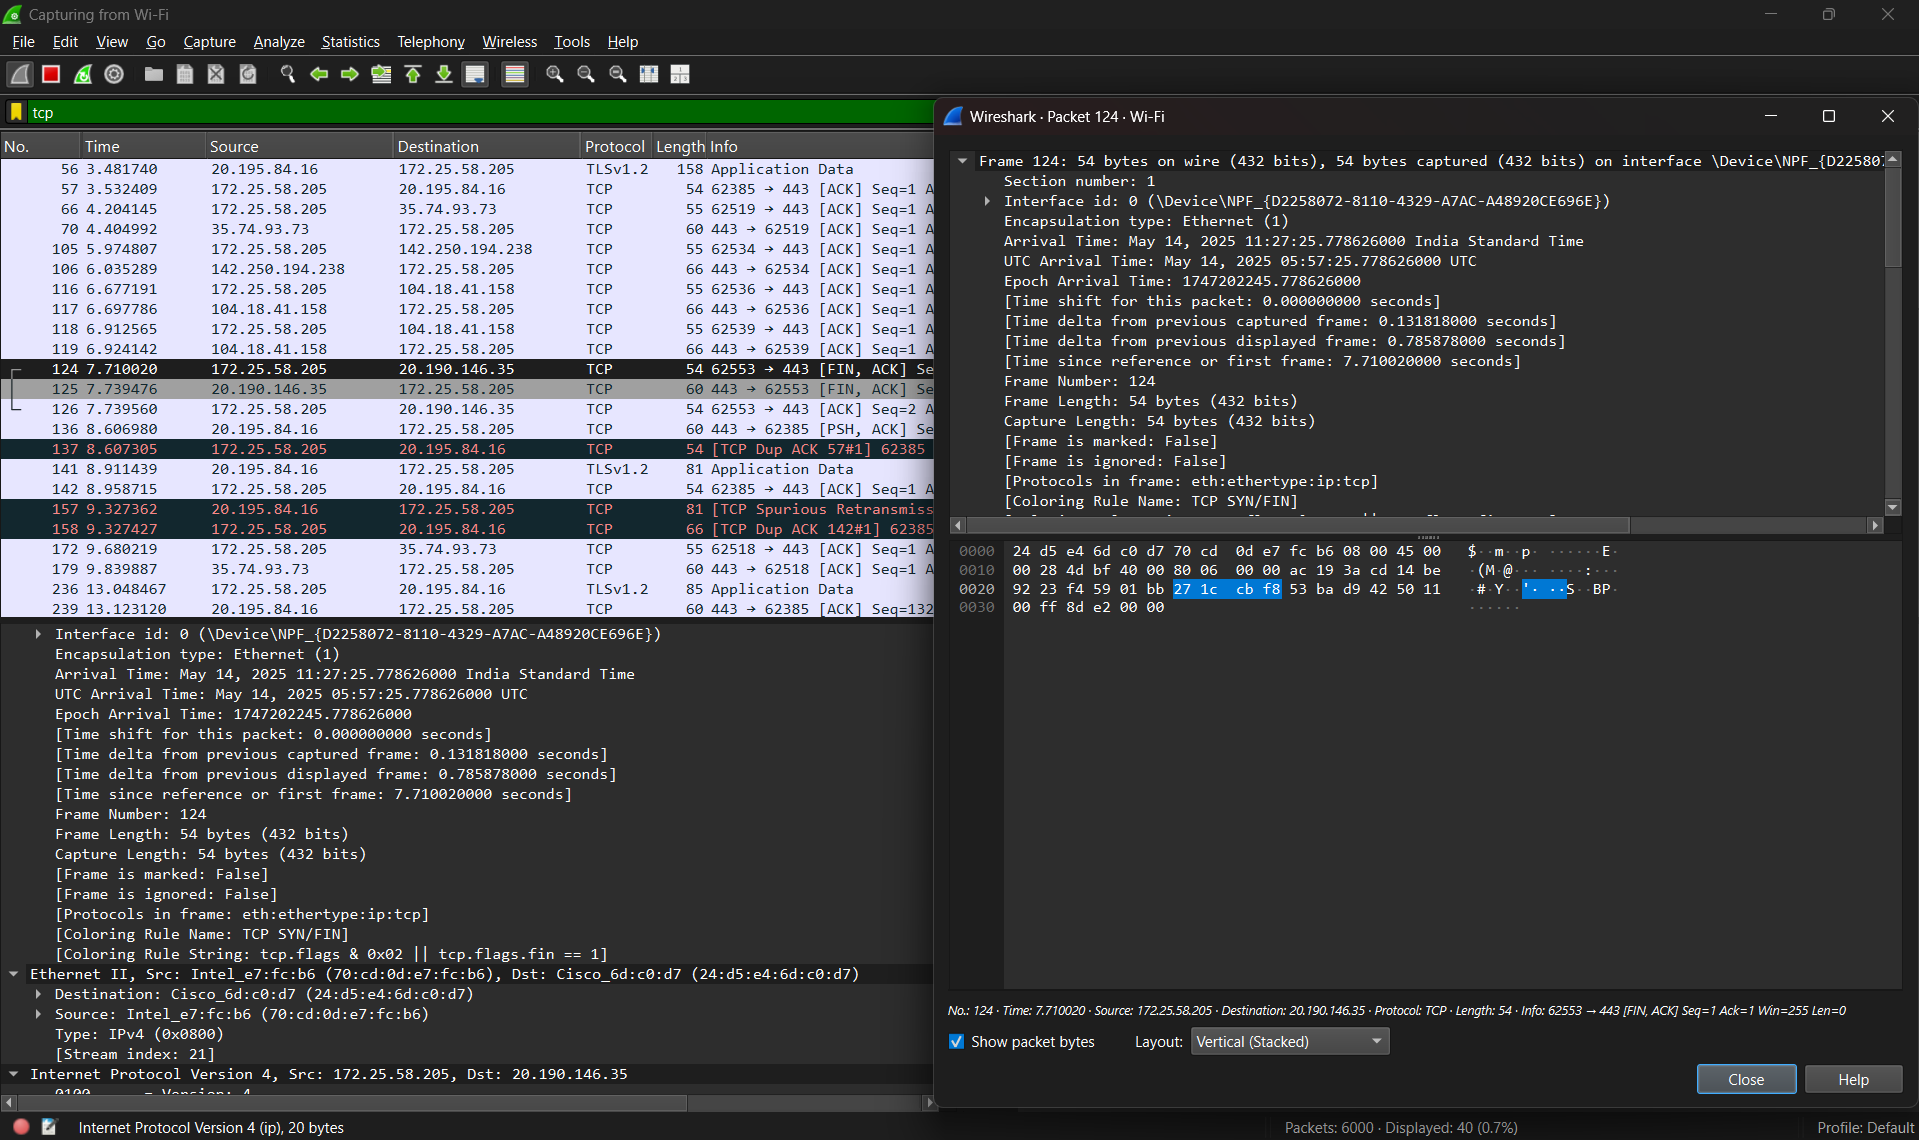 Capturing from Wi-Fi
File Edit View Go Capture Analyze Statistics Telephony Wireless Tools Help
tcp
No. Time Source Destination Protocol Length Info
56 3.481740 20.195.84.16 172.25.58.205 TLSv1.2 158 Application Data
57 3.532409 172.25.58.205 20.195.84.16 TCP 54 62385 → 443 [ACK] Seq=1 A
66 4.204145 172.25.58.205 35.74.93.73 TCP 55 62519 → 443 [ACK] Seq=1 A
70 4.404992 35.74.93.73 172.25.58.205 TCP 60 443 → 62519 [ACK] Seq=1 A
105 5.974807 172.25.58.205 142.250.194.238 TCP 55 62534 → 443 [ACK] Seq=1 A
106 6.035289 142.250.194.238 172.25.58.205 TCP 66 443 → 62534 [ACK] Seq=1 A
116 6.677191 172.25.58.205 104.18.41.158 TCP 55 62536 → 443 [ACK] Seq=1 A
117 6.697786 104.18.41.158 172.25.58.205 TCP 66 443 → 62536 [ACK] Seq=1 A
118 6.912565 172.25.58.205 104.18.41.158 TCP 55 62539 → 443 [ACK] Seq=1 A
119 6.924142 104.18.41.158 172.25.58.205 TCP 66 443 → 62539 [ACK] Seq=1 A
124 7.710020 172.25.58.205 20.190.146.35 TCP 54 62553 → 443 [FIN, ACK] Se
125 7.739476 20.190.146.35 172.25.58.205 TCP 60 443 → 62553 [FIN, ACK] Se
126 7.739560 172.25.58.205 20.190.146.35 TCP 54 62553 → 443 [ACK] Seq=2 A
136 8.606980 20.195.84.16 172.25.58.205 TCP 60 443 → 62385 [PSH, ACK] Se
137 8.607305 172.25.58.205 20.195.84.16 TCP 54 [TCP Dup ACK 57#1] 62385
141 8.911439 20.195.84.16 172.25.58.205 TLSv1.2 81 Application Data
142 8.958715 172.25.58.205 20.195.84.16 TCP 54 62385 → 443 [ACK] Seq=1 A
157 9.327362 20.195.84.16 172.25.58.205 TCP 81 [TCP Spurious Retransmiss
158 9.327427 172.25.58.205 20.195.84.16 TCP 66 [TCP Dup ACK 142#1] 62385
172 9.680219 172.25.58.205 35.74.93.73 TCP 55 62518 → 443 [ACK] Seq=1 A
179 9.839887 35.74.93.73 172.25.58.205 TCP 60 443 → 62518 [ACK] Seq=1 A
236 13.048467 172.25.58.205 20.195.84.16 TLSv1.2 85 Application Data
239 13.123120 20.195.84.16 172.25.58.205 TCP 60 443 → 62385 [ACK] Seq=132
Interface id: 0 (\Device\NPF_{D2258072-8110-4329-A7AC-A48920CE696E})
Encapsulation type: Ethernet (1)
Arrival Time: May 14, 2025 11:27:25.778626000 India Standard Time
UTC Arrival Time: May 14, 2025 05:57:25.778626000 UTC
Epoch Arrival Time: 1747202245.778626000
[Time shift for this packet: 0.000000000 seconds]
[Time delta from previous captured frame: 0.131818000 seconds]
[Time delta from previous displayed frame: 0.785878000 seconds]
[Time since reference or first frame: 7.710020000 seconds]
Frame Number: 124
Frame Length: 54 bytes (432 bits)
Capture Length: 54 bytes (432 bits)
[Frame is marked: False]
[Frame is ignored: False]
[Protocols in frame: eth:ethertype:ip:tcp]
[Coloring Rule Name: TCP SYN/FIN]
[Coloring Rule String: tcp.flags & 0x02 || tcp.flags.fin == 1]
Ethernet II, Src: Intel_e7:fc:b6 (70:cd:0d:e7:fc:b6), Dst: Cisco_6d:c0:d7 (24:d5:e4:6d:c0:d7)
Destination: Cisco_6d:c0:d7 (24:d5:e4:6d:c0:d7)
Source: Intel_e7:fc:b6 (70:cd:0d:e7:fc:b6)
Type: IPv4 (0x0800)
[Stream index: 21]
Internet Protocol Version 4, Src: 172.25.58.205, Dst: 20.190.146.35
Internet Protocol Version 4 (ip), 20 bytes
Wireshark · Packet 124 · Wi-Fi
Frame 124: 54 bytes on wire (432 bits), 54 bytes captured (432 bits) on interface \Device\NPF_{D22580
Section number: 1
Interface id: 0 (\Device\NPF_{D2258072-8110-4329-A7AC-A48920CE696E})
Encapsulation type: Ethernet (1)
Arrival Time: May 14, 2025 11:27:25.778626000 India Standard Time
UTC Arrival Time: May 14, 2025 05:57:25.778626000 UTC
Epoch Arrival Time: 1747202245.778626000
[Time shift for this packet: 0.000000000 seconds]
[Time delta from previous captured frame: 0.131818000 seconds]
[Time delta from previous displayed frame: 0.785878000 seconds]
[Time since reference or first frame: 7.710020000 seconds]
Frame Number: 124
Frame Length: 54 bytes (432 bits)
Capture Length: 54 bytes (432 bits)
[Frame is marked: False]
[Frame is ignored: False]
[Protocols in frame: eth:ethertype:ip:tcp]
[Coloring Rule Name: TCP SYN/FIN]
0000 24 d5 e4 6d c0 d7 70 cd 0d e7 fc b6 08 00 45 00 $··m··p· ······E·
0010 00 28 4d bf 40 00 80 06 00 00 ac 19 3a cd 14 be ·(M·@··· ····:···
0020 92 23 f4 59 01 bb 27 1c cb f8 53 ba d9 42 50 11 ·#·Y··'· ··S··BP·
0030 00 ff 8d e2 00 00 ······
No.: 124 · Time: 7.710020 · Source: 172.25.58.205 · Destination: 20.190.146.35 · Protocol: TCP · Length: 54 · Info: 62553 → 443 [FIN, ACK] Seq=1 Ack=1 Win=255 Len=0
Show packet bytes Layout: Vertical (Stacked)
Close Help
Packets: 6000 · Displayed: 40 (0.7%) Profile: Default